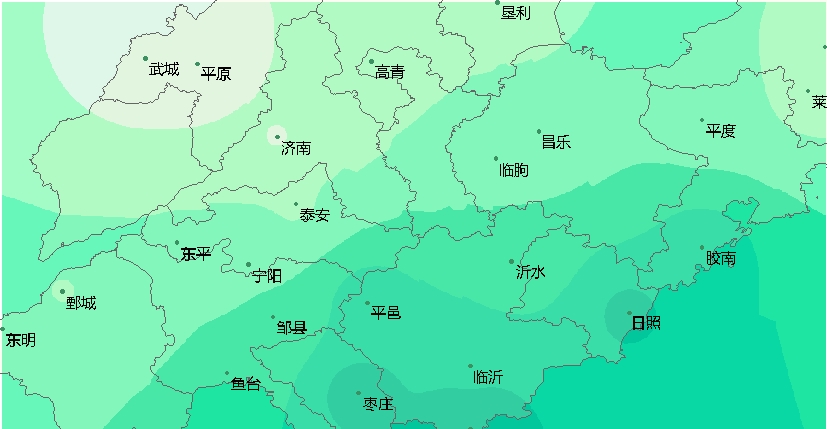 垦利
武城
平原
高青
莱
平度
昌乐
济南
临朐
泰安
东平
胶南
宁阳
沂水
鄄城
平邑
日照
邹县
东明
临沂
鱼台
枣庄